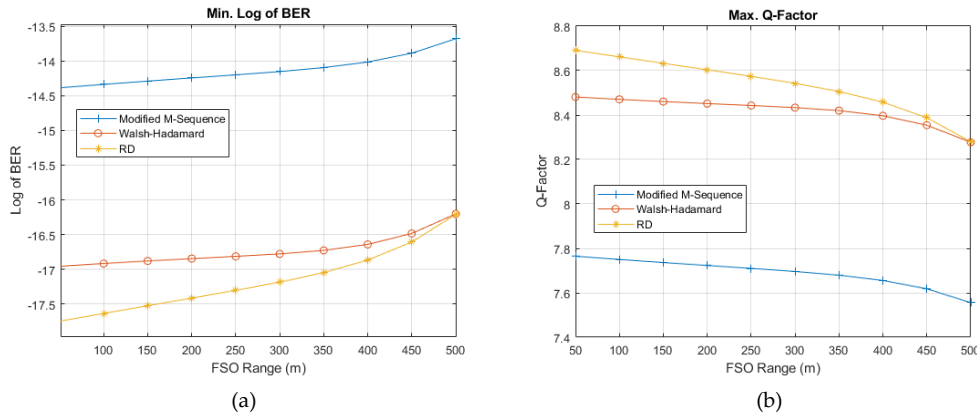 Min. Log of BER
-13.5
-14
-14.5
-15
-15.5
-16
-16.5
-17
-17.5
Log of BER
Modified M-Sequence
Walsh-Hadamard
RD
100 150 200 250 300 350 400 450 500
FSO Range (m)
(a)
Max. Q-Factor
8.8
8.6
8.4
8.2
8
7.8
7.6
7.4
Q-Factor
Modified M-Sequence
Walsh-Hadamard
RD
50 100 150 200 250 300 350 400 450 500
FSO Range (m)
(b)